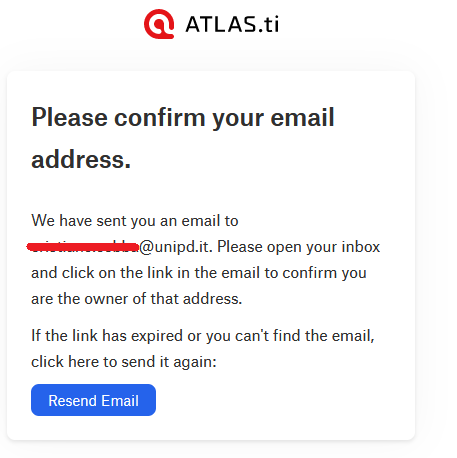 ATLAS.ti
Please confirm your email
address.
We have sent you an email to
@unipd.it. Please open your inbox
and click on the link in the email to confirm you
are the owner of that address.
If the link has expired or you can't find the email,
click here to send it again:
Resend Email